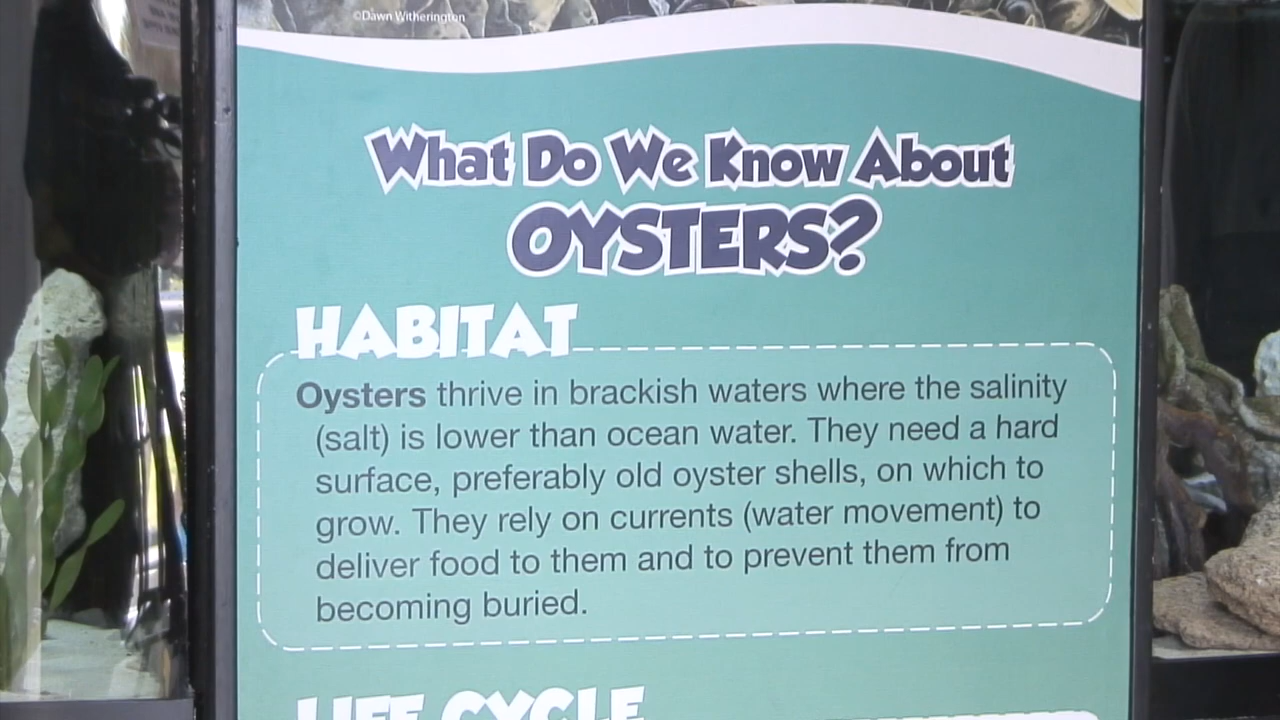 ©Dawn Witherington
What Do We Know About
OYSTERS?
HABITAT
Oysters thrive in brackish waters where the salinity
(salt) is lower than ocean water. They need a hard
surface, preferably old oyster shells, on which to
grow. They rely on currents (water movement) to
deliver food to them and to prevent them from
becoming buried.
LIFE CYCLE